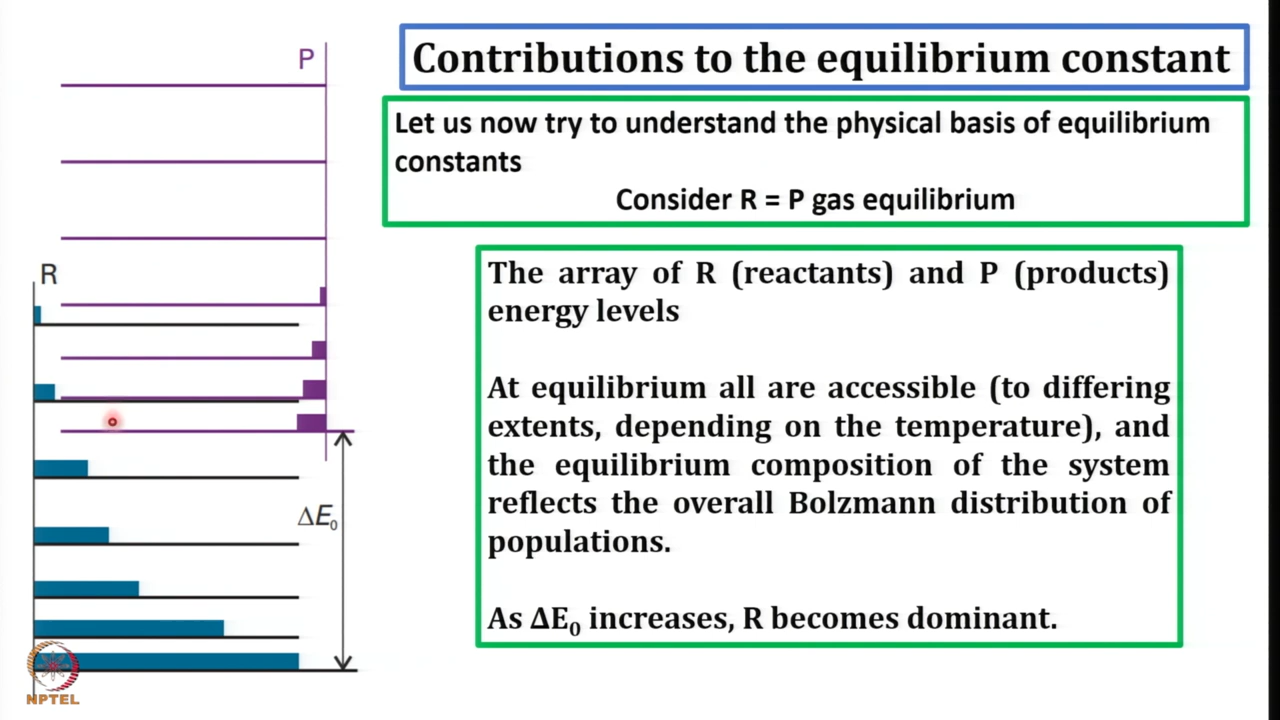 P
Contributions to the equilibrium constant
Let us now try to understand the physical basis of equilibrium
constants
Consider R = P gas equilibrium
R
The array of R (reactants) and P (products)
energy levels
At equilibrium all are accessible (to differing
extents, depending on the temperature), and
the equilibrium composition of the system
reflects the overall Bolzmann distribution of
populations.
As ΔE₀ increases, R becomes dominant.
ΔE₀
NPTEL